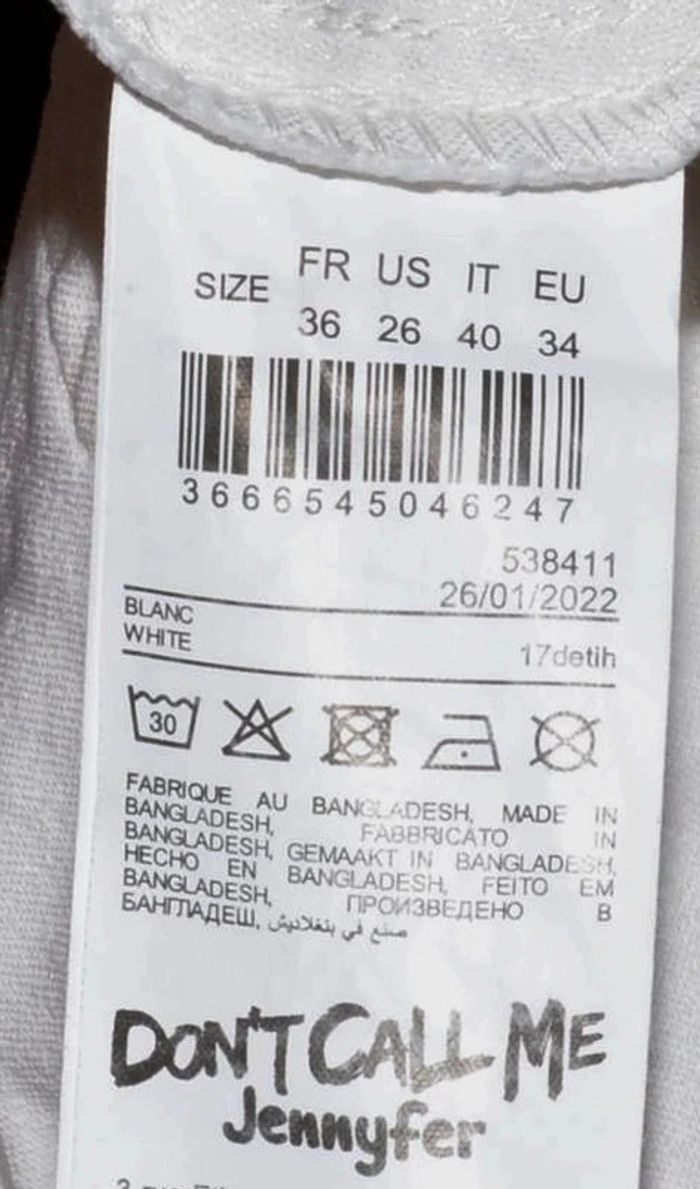 SIZE FR US IT EU
36 26 40 34
3666545046247
538411
26/01/2022
BLANC
WHITE
17detih
30
FABRIQUE AU BANGLADESH, MADE IN
BANGLADESH, FABBRICATO IN
BANGLADESH, GEMAAKT IN BANGLADESH,
HECHO EN BANGLADESH, FEITO EM
BANGLADESH, ПРОИЗВЕДЕНО В
БАНГЛАДЕШ, صنع في بنغلاديش
DON'T CALL ME
Jennyfer